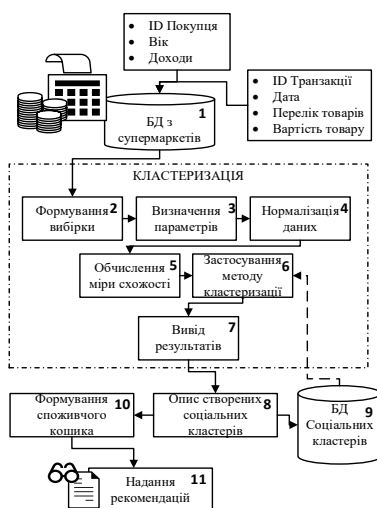 • ID Покупця
• Вік
• Доходи
• ID Транзакції
• Дата
• Перелік товарів
• Вартість товару
1
БД з
супермаркетів
КЛАСТЕРИЗАЦІЯ
Формування 2
вибірки
Визначення 3
параметрів
Нормалізація 4
даних
Обчислення 5
міри схожості
Застосування 6
методу
кластеризації
7
Вивід
результатів
Формування 10
споживчого
кошика
Опис створених 8
соціальних
кластерів
БД 9
Соціальних
кластерів
Надання 11
рекомендацій